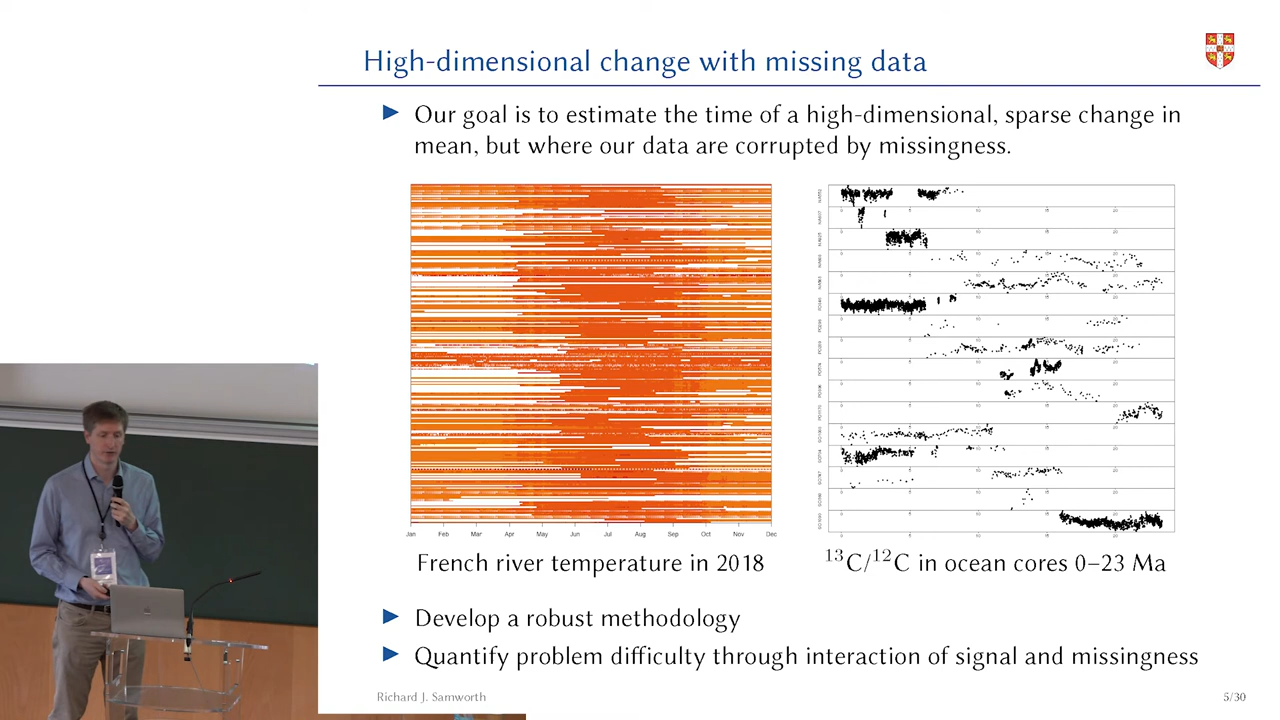 High-dimensional change with missing data
▶ Our goal is to estimate the time of a high-dimensional, sparse change in
mean, but where our data are corrupted by missingness.
Jan Feb Mar Apr May Jun Jul Aug Sep Oct Nov Dec
French river temperature in 2018
¹³C/¹²C in ocean cores 0–23 Ma
▶ Develop a robust methodology
▶ Quantify problem difficulty through interaction of signal and missingness
Richard J. Samworth
5/30